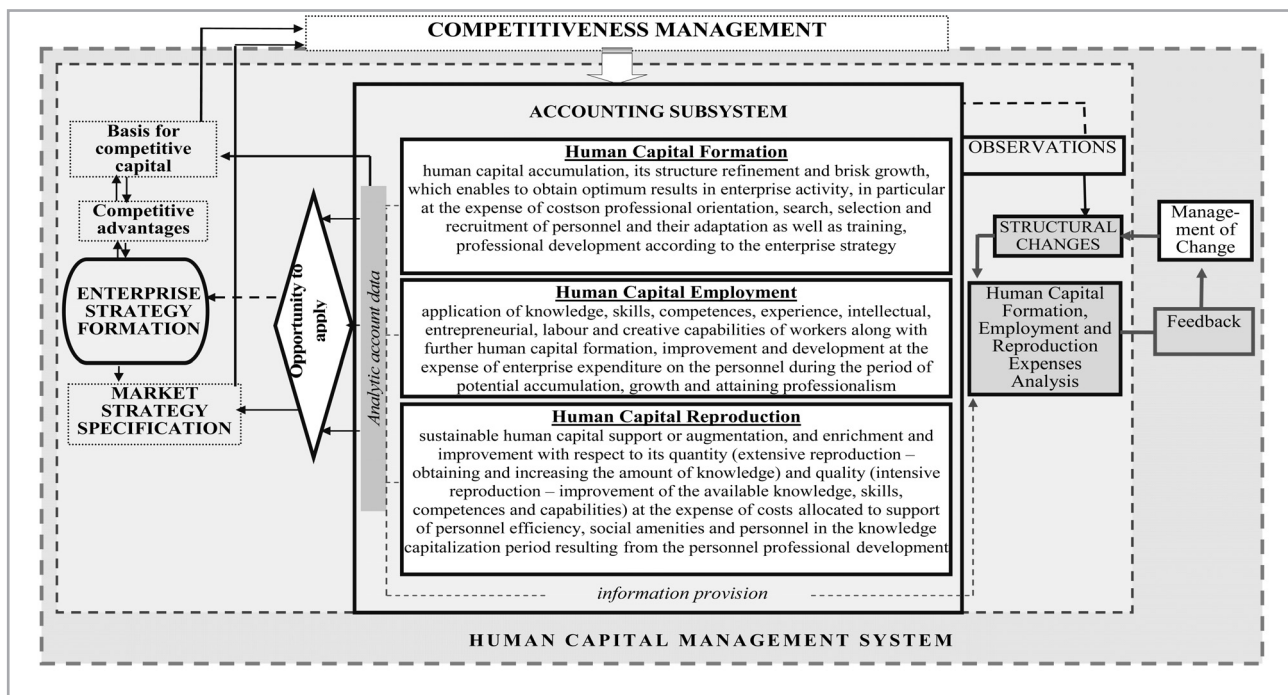 COMPETITIVENESS MANAGEMENT
ACCOUNTING SUBSYSTEM
Basis for
competitive
capital
Competitive
advantages
ENTERPRISE
STRATEGY
FORMATION
MARKET
STRATEGY
SPECIFICATION
Opportunity to
apply
Analytic account data
Human Capital Formation
human capital accumulation, its structure refinement and brisk growth,
which enables to obtain optimum results in enterprise activity, in particular
at the expense of costson professional orientation, search, selection and
recruitment of personnel and their adaptation as well as training,
professional development according to the enterprise strategy
Human Capital Employment
application of knowledge, skills, competences, experience, intellectual,
entrepreneurial, labour and creative capabilities of workers along with
further human capital formation, improvement and development at the
expense of enterprise expenditure on the personnel during the period of
potential accumulation, growth and attaining professionalism
Human Capital Reproduction
sustainable human capital support or augmentation, and enrichment and
improvement with respect to its quantity (extensive reproduction –
obtaining and increasing the amount of knowledge) and quality (intensive
reproduction – improvement of the available knowledge, skills,
competences and capabilities) at the expense of costs allocated to support
of personnel efficiency, social amenities and personnel in the knowledge
capitalization period resulting from the personnel professional development
information provision
OBSERVATIONS
STRUCTURAL
CHANGES
Manage-
ment of
Change
Human Capital
Formation,
Employment and
Reproduction
Expenses
Analysis
Feedback
HUMAN CAPITAL MANAGEMENT SYSTEM